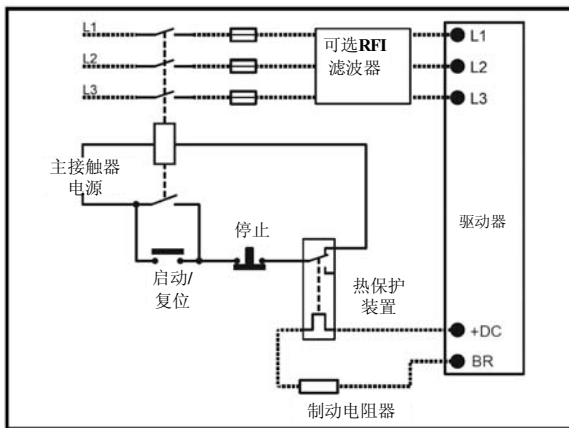 L1
L2
L3
可选RFI
滤波器
L1
L2
L3
主接触器
电源
停止
启动/
复位
热保护
装置
驱动器
+DC
BR
制动电阻器